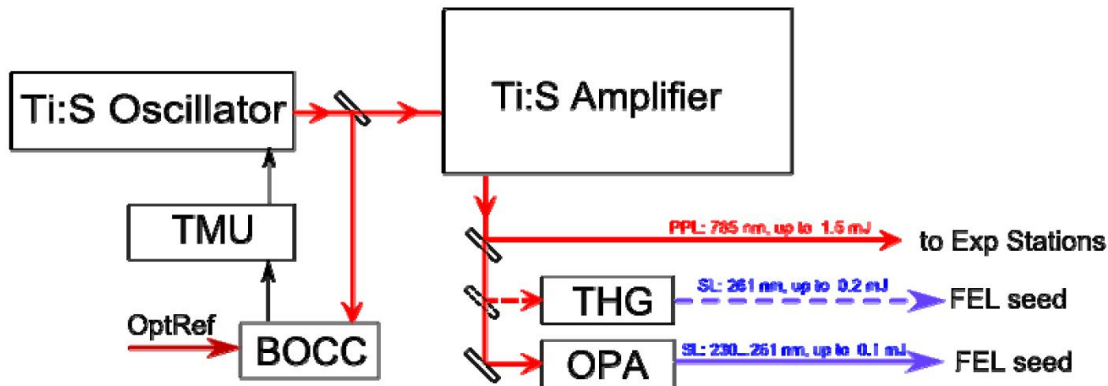 Ti:S Oscillator
Ti:S Amplifier
TMU
PPL: 785 nm, up to 1.5 mJ
to Exp Stations
THG
SL: 261 nm, up to 0.2 mJ
FEL seed
OptRef
BOCC
OPA
SL: 230...261 nm, up to 0.1 mJ
FEL seed